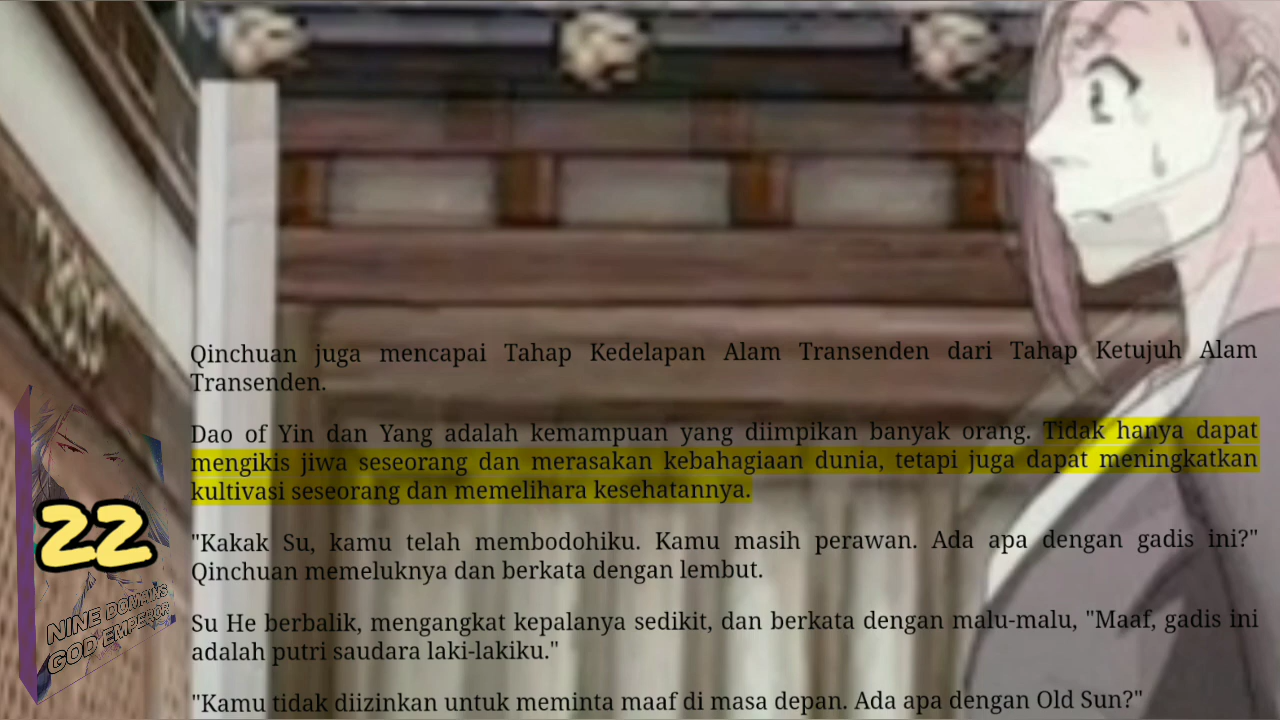 Qinchuan juga mencapai Tahap Kedelapan Alam Transenden dari Tahap Ketujuh Alam
Transenden.
Dao of Yin dan Yang adalah kemampuan yang diimpikan banyak orang. Tidak hanya dapat
mengikis jiwa seseorang dan merasakan kebahagiaan dunia, tetapi juga dapat meningkatkan
kultivasi seseorang dan memelihara kesehatannya.
"Kakak Su, kamu telah membodohiku. Kamu masih perawan. Ada apa dengan gadis ini?"
Qinchuan memeluknya dan berkata dengan lembut.
Su He berbalik, mengangkat kepalanya sedikit, dan berkata dengan malu-malu, "Maaf, gadis ini
adalah putri saudara laki-lakiku."
"Kamu tidak diizinkan untuk meminta maaf di masa depan. Ada apa dengan Old Sun?"
22
NINE DOMAINS
GOD EMPEROR